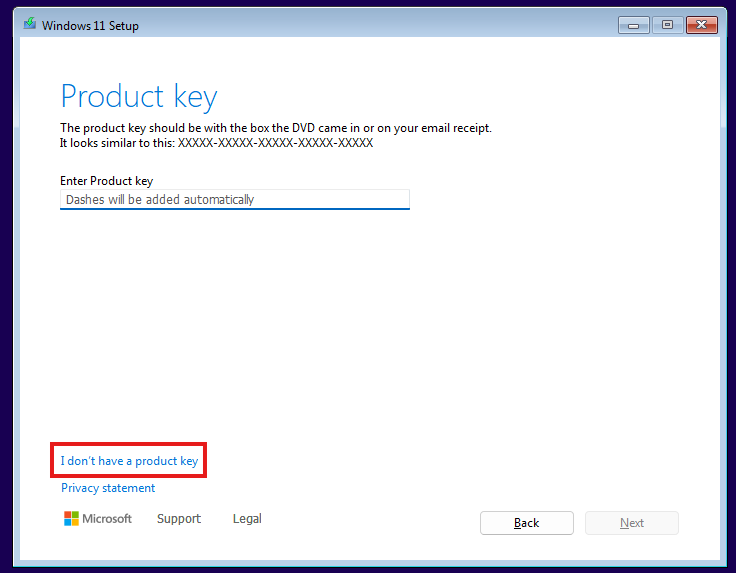 Windows 11 Setup
Product key
The product key should be with the box the DVD came in or on your email receipt.
It looks similar to this: XXXXX-XXXXX-XXXXX-XXXXX-XXXXX
Enter Product key
Dashes will be added automatically
I don't have a product key
Privacy statement
Microsoft Support Legal Back Next